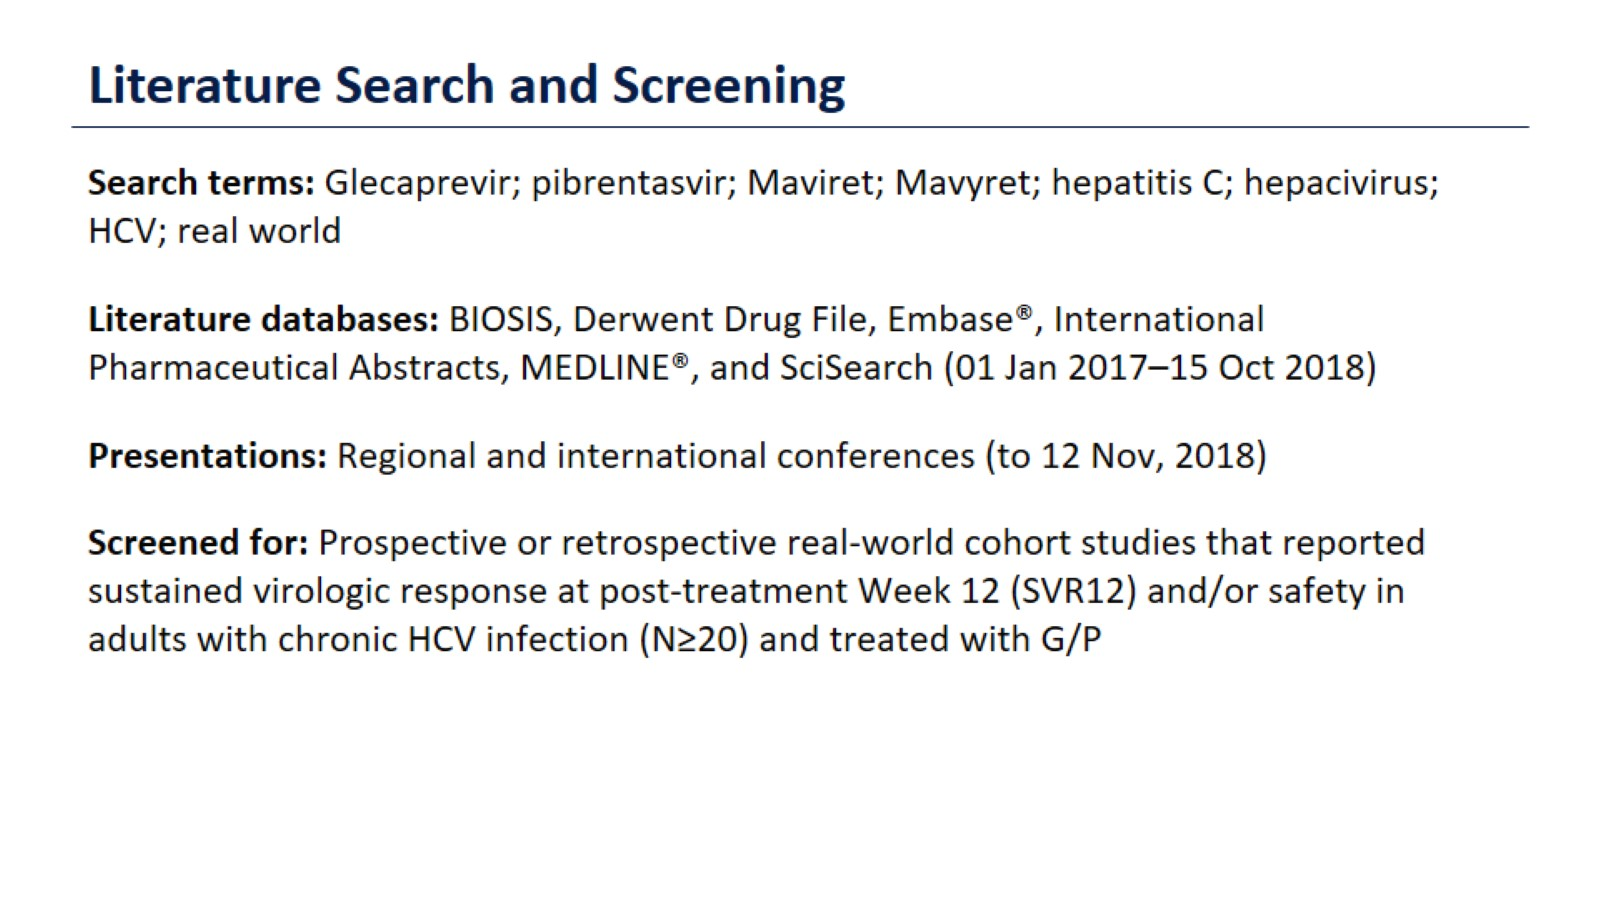 Literature Search and Screening
Search terms: Glecaprevir; pibrentasvir; Maviret; Mavyret; hepatitis C; hepacivirus;
HCV; real world
Literature databases: BIOSIS, Derwent Drug File, Embase®, International
Pharmaceutical Abstracts, MEDLINE®, and SciSearch (01 Jan 2017–15 Oct 2018)
Presentations: Regional and international conferences (to 12 Nov, 2018)
Screened for: Prospective or retrospective real-world cohort studies that reported
sustained virologic response at post-treatment Week 12 (SVR12) and/or safety in
adults with chronic HCV infection (N≥20) and treated with G/P